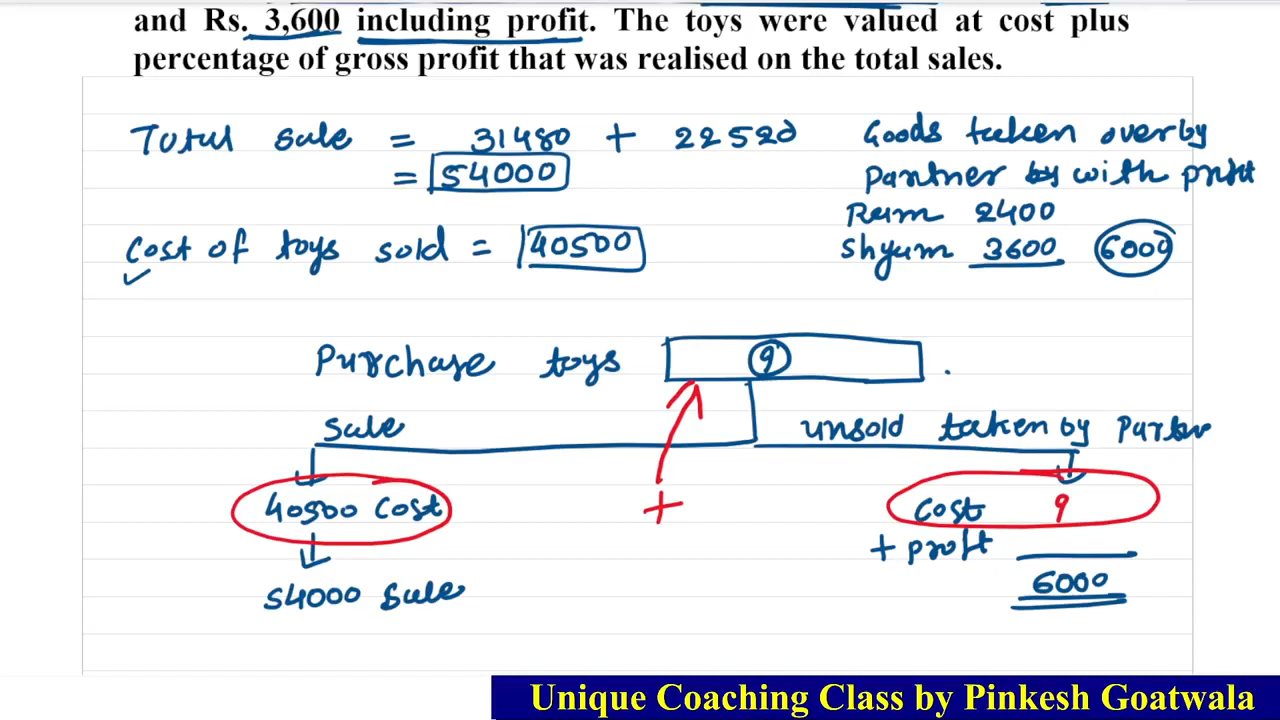 and Rs. 3,600 including profit. The toys were valued at cost plus
percentage of gross profit that was realised on the total sales.
Total sale = 31480 + 22520
= 54000
Goods taken over by
Partner by with profit
Ram 2400
Shyam 3600 6000
Cost of toys sold = 40500
Purchase toys ?
Sale
unsold taken by Partner
40500 Cost
+
Cost ?
+ profit
54000 Sale
6000
Unique Coaching Class by Pinkesh Goatwala